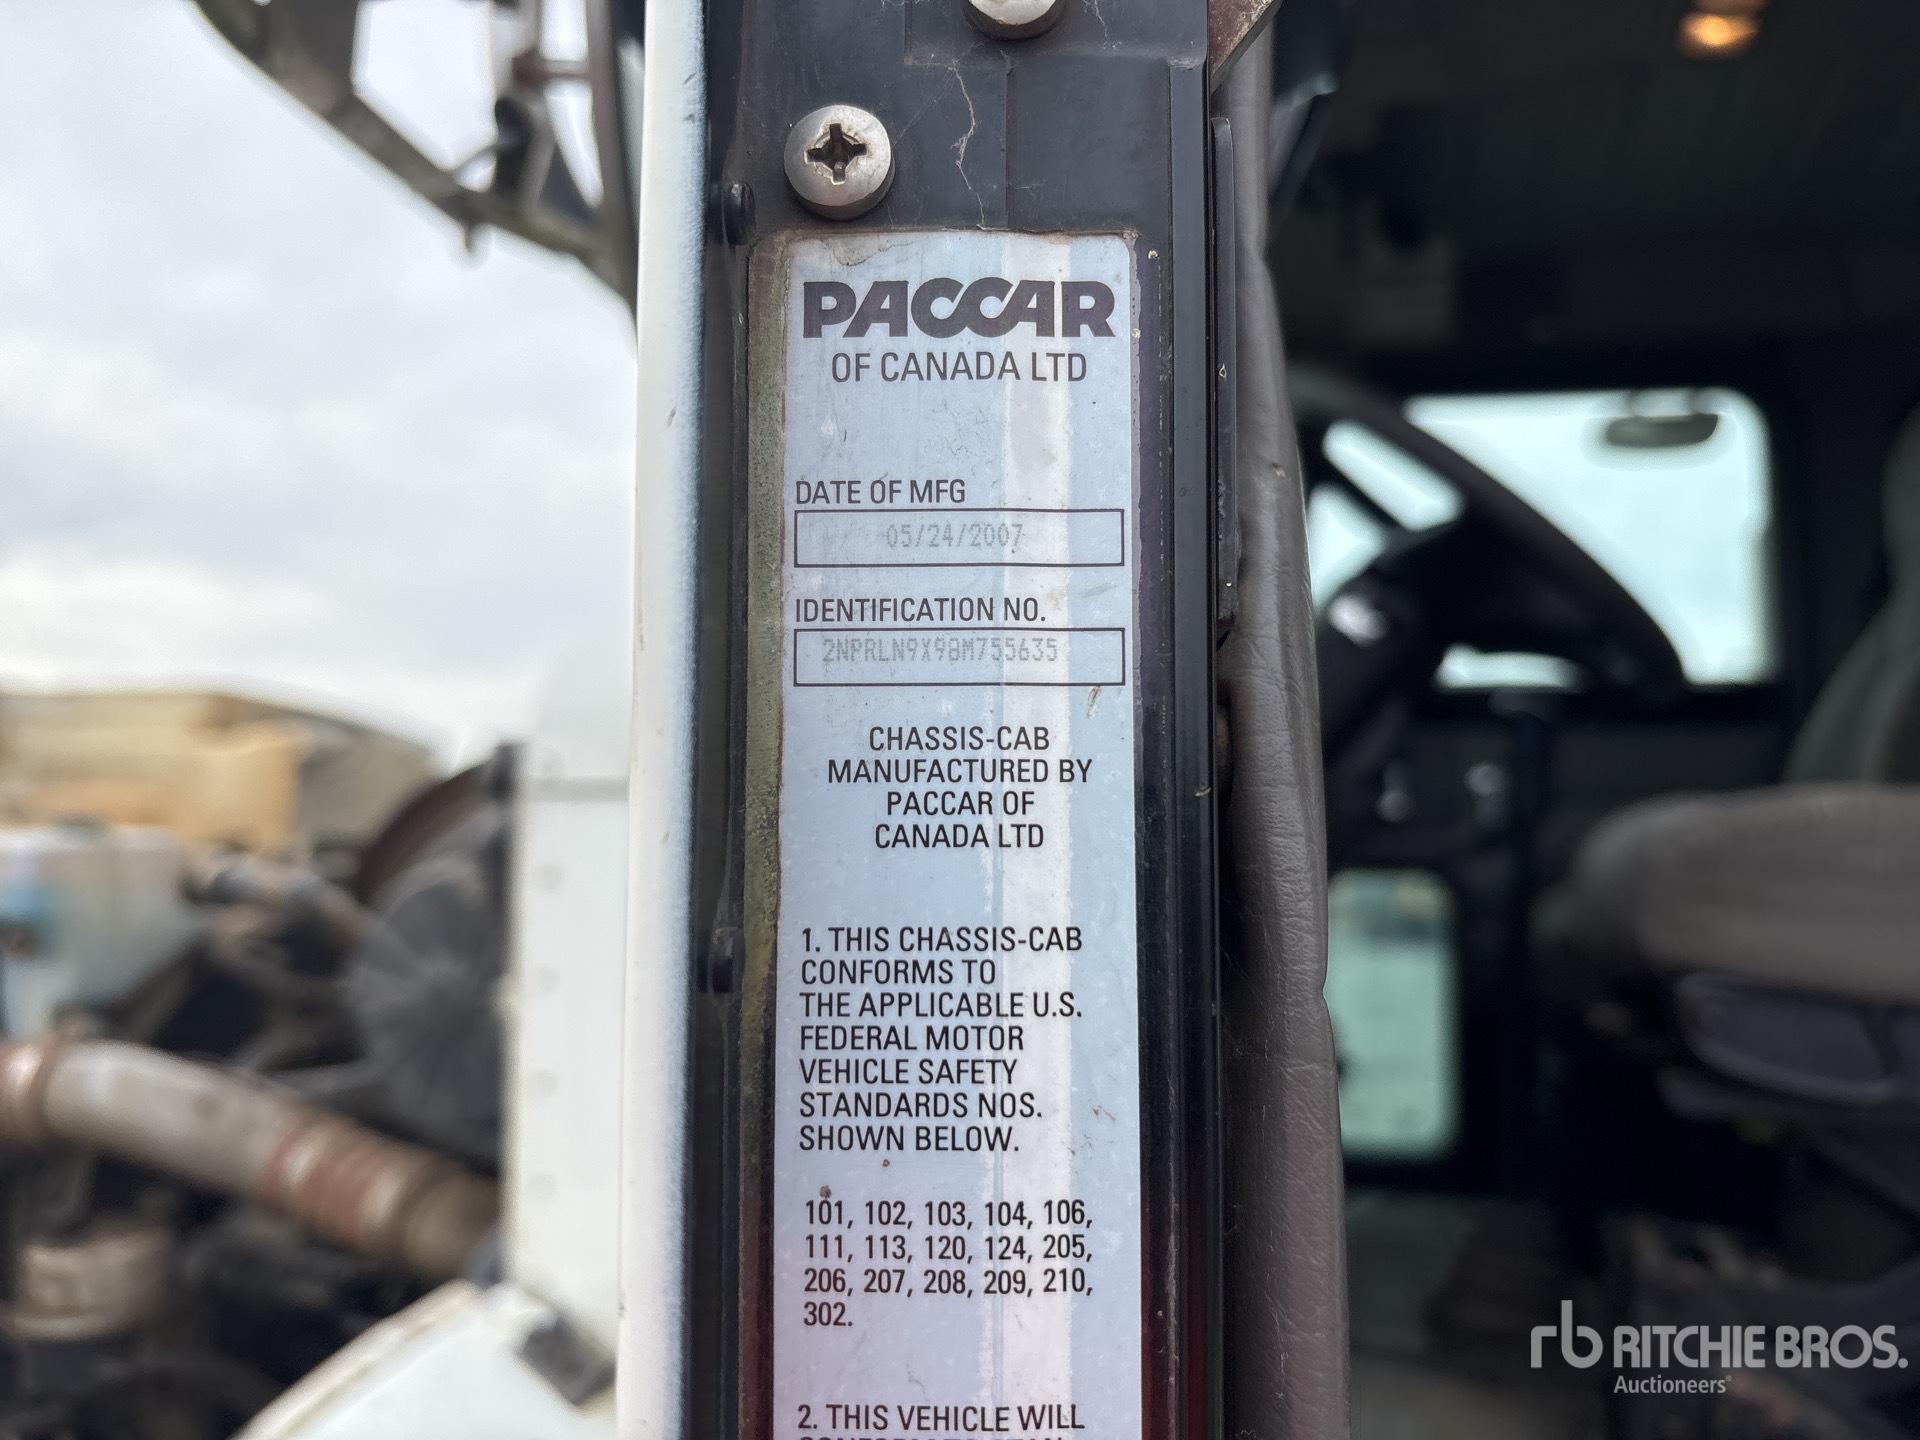 PACCAR
OF CANADA LTD
DATE OF MFG
05/24/2007
IDENTIFICATION NO.
2NPRLN9X98M755635
CHASSIS-CAB
MANUFACTURED BY
PACCAR OF
CANADA LTD
1. THIS CHASSIS-CAB
CONFORMS TO
THE APPLICABLE U.S.
FEDERAL MOTOR
VEHICLE SAFETY
STANDARDS NOS.
SHOWN BELOW.
101, 102, 103, 104, 106,
111, 113, 120, 124, 205,
206, 207, 208, 209, 210,
302.
2. THIS VEHICLE WILL
rb RITCHIE BROS.
Auctioneers